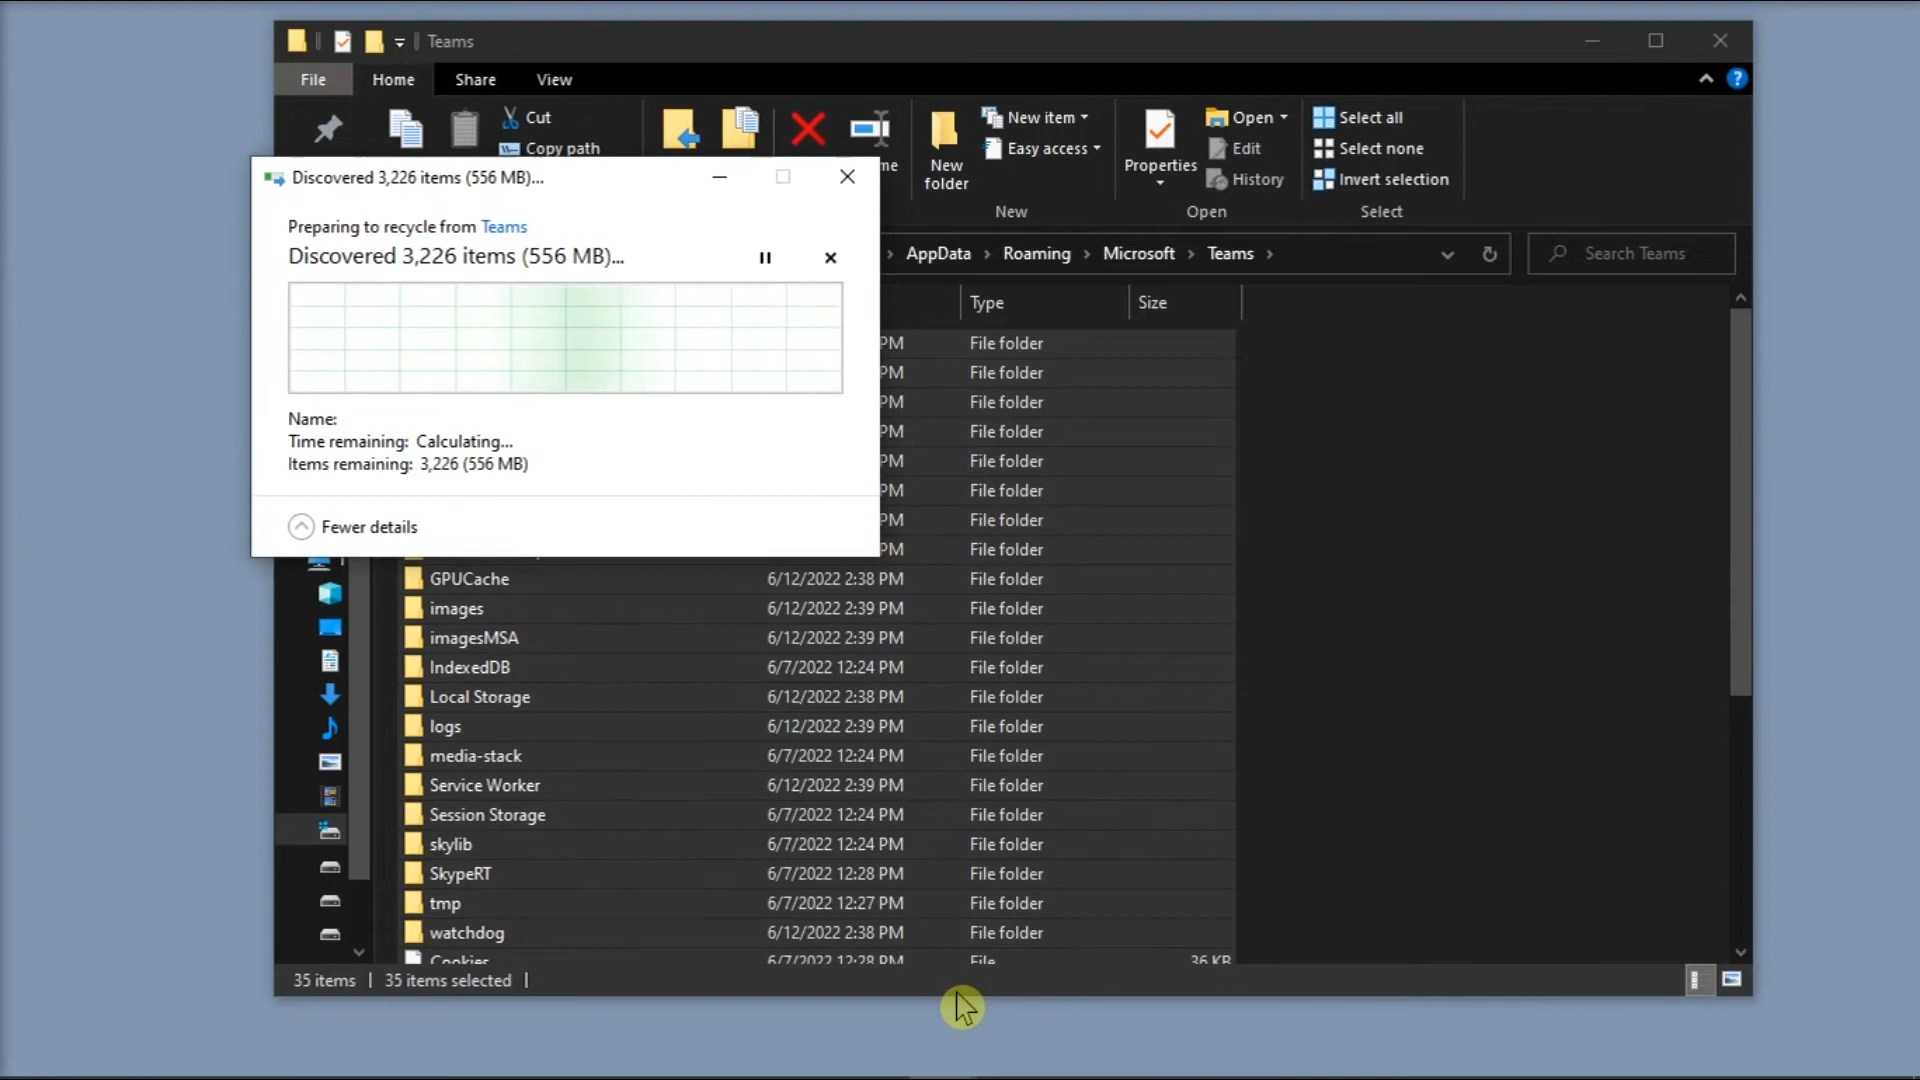 Teams
File
Home
Share
View
Cut
Copy path
New folder
New item
Easy access
New
Properties
Open
Edit
History
Open
Select all
Select none
Invert selection
Select
Discovered 3,226 items (556 MB)...
Preparing to recycle from Teams
Discovered 3,226 items (556 MB)...
Name:
Time remaining: Calculating...
Items remaining: 3,226 (556 MB)
Fewer details
AppData > Roaming > Microsoft > Teams >
Search Teams
Type
Size
PM File folder
PM File folder
PM File folder
PM File folder
PM File folder
PM File folder
PM File folder
PM File folder
GPUCache 6/12/2022 2:38 PM File folder
images 6/12/2022 2:39 PM File folder
imagesMSA 6/12/2022 2:39 PM File folder
IndexedDB 6/7/2022 12:24 PM File folder
Local Storage 6/12/2022 2:38 PM File folder
logs 6/12/2022 2:39 PM File folder
media-stack 6/7/2022 12:24 PM File folder
Service Worker 6/12/2022 2:39 PM File folder
Session Storage 6/7/2022 12:24 PM File folder
skylib 6/7/2022 12:24 PM File folder
SkypeRT 6/7/2022 12:28 PM File folder
tmp 6/7/2022 12:27 PM File folder
watchdog 6/12/2022 2:38 PM File folder
Cookies 6/7/2022 12:28 PM File 36 KB
35 items | 35 items selected |